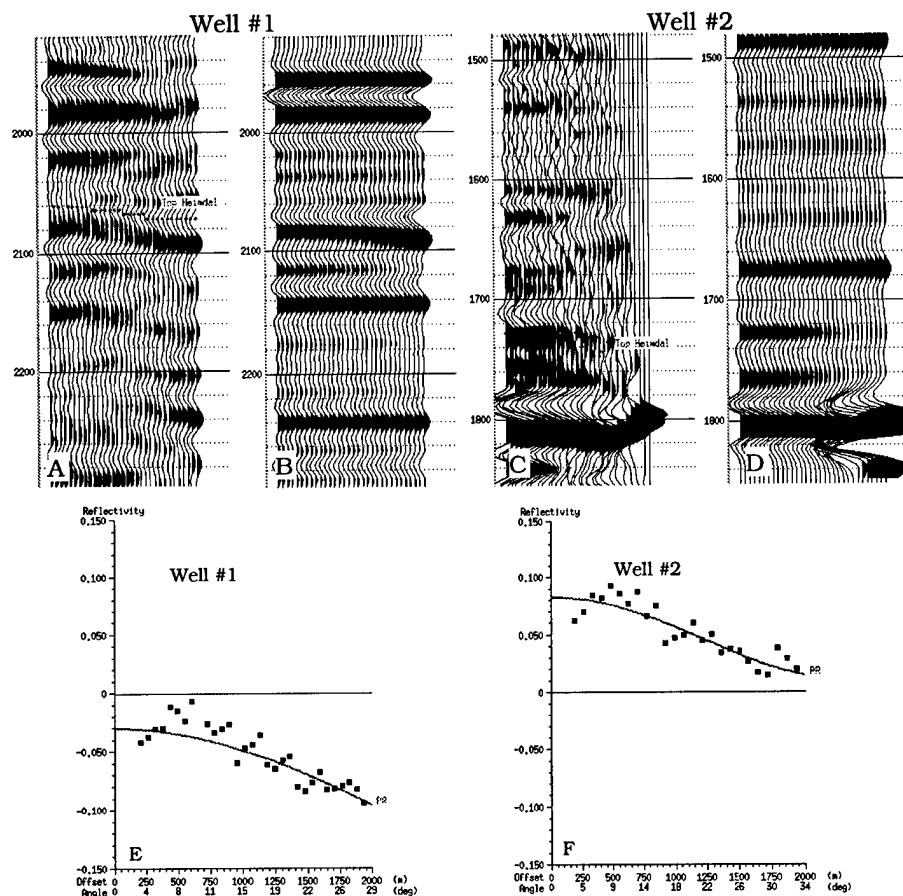 Well #1
Well #2
2000
2100
2200
Top Heimdal
A
2000
2100
2200
B
1500
1600
1700
1800
Top Heimdal
C
1500
1600
1700
1800
D
Reflectivity
0.150
0.100
0.050
0
-0.050
-0.100
-0.150
Well #1
PR
E
Offset 0 250 500 750 1000 1250 1500 1750 2000 (m)
Angle 0 4 8 11 15 19 22 26 29 (deg)
Reflectivity
0.150
0.100
0.050
0
-0.050
-0.100
-0.150
Well #2
PR
F
Offset 0 250 500 750 1000 1250 1500 1750 2000 (m)
Angle 0 5 9 14 18 22 26 30 34 (deg)